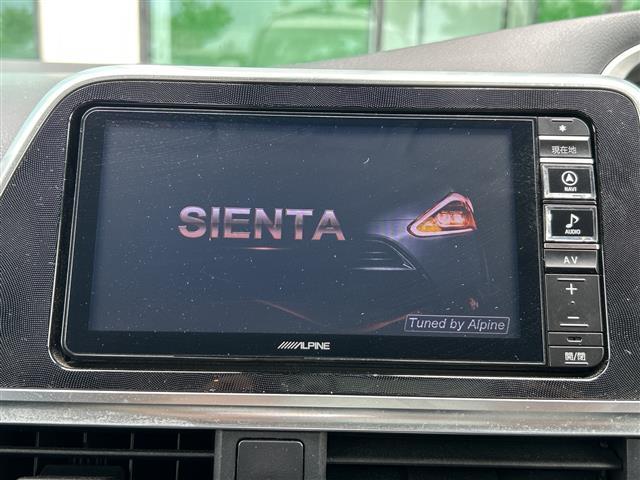 *
現在地
NAVI
SIENTA
AUDIO
AV
+
−
Tuned by Alpine
ALPINE
開/閉